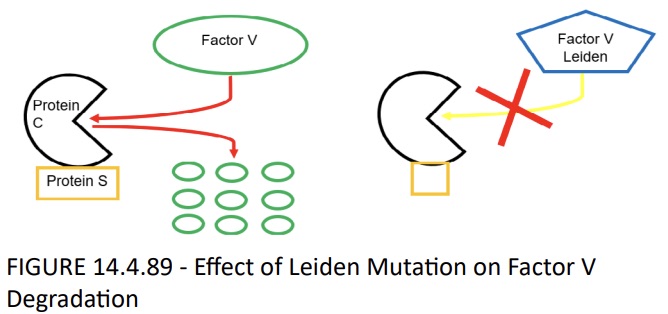 Factor V
Protein
C
Protein S
Factor V
Leiden
FIGURE 14.4.89 - Effect of Leiden Mutation on Factor V
Degradation